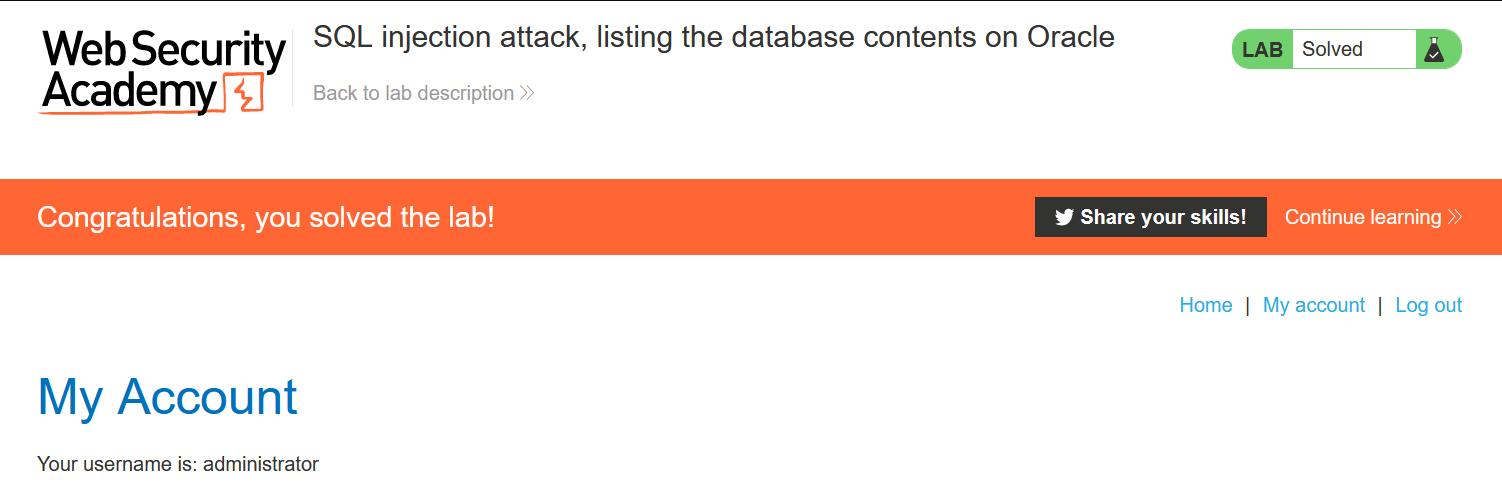 Web Security
Academy
SQL injection attack, listing the database contents on Oracle
Back to lab description
LAB Solved
Congratulations, you solved the lab!
Share your skills! Continue learning
Home | My account | Log out
My Account
Your username is: administrator